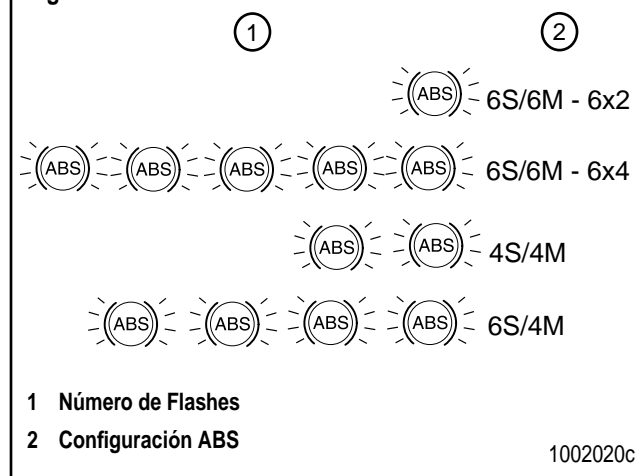 1 2
ABS 6S/6M - 6x2
ABS ABS ABS ABS ABS 6S/6M - 6x4
ABS ABS 4S/4M
ABS ABS ABS ABS 6S/4M
1 Número de Flashes
2 Configuración ABS
1002020c